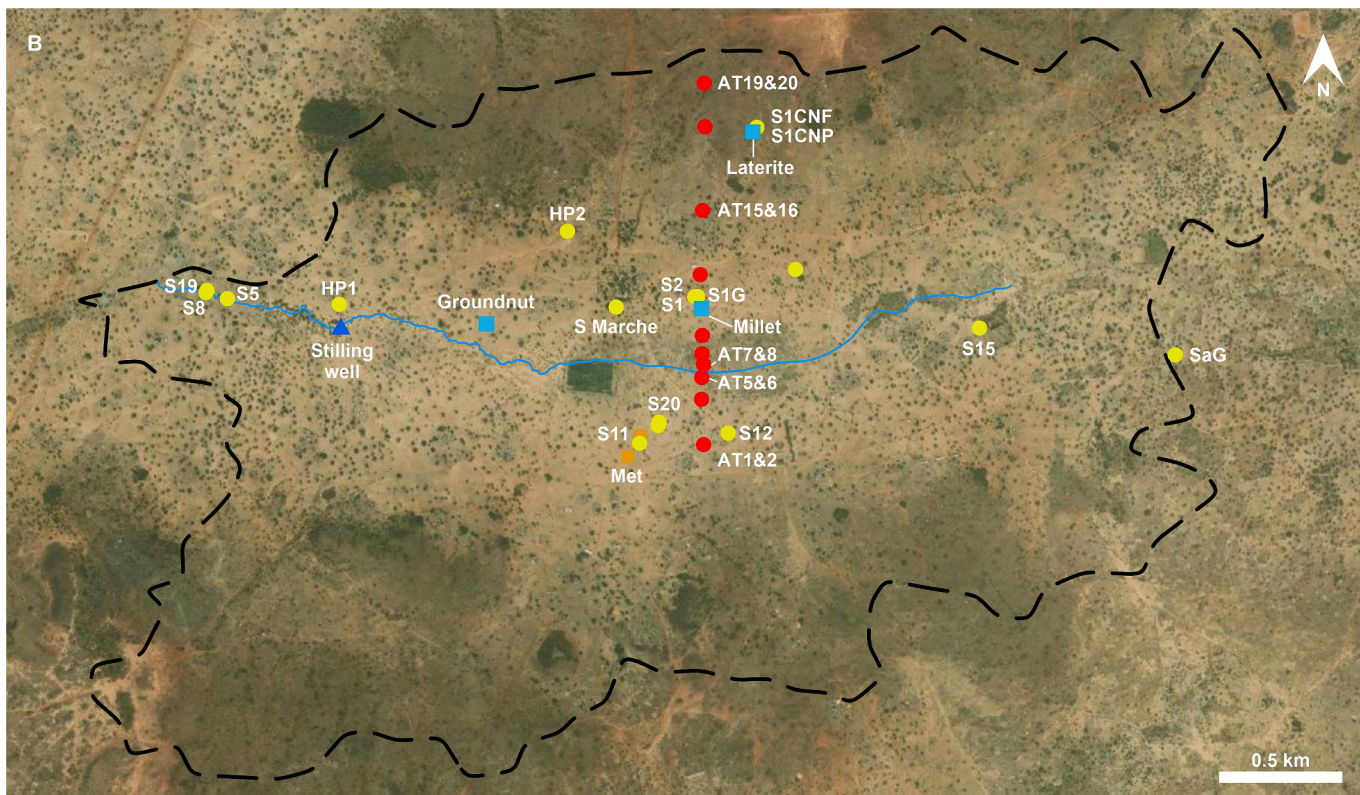 B
N
AT19&20
S1CNF
S1CNP
Laterite
AT15&16
HP2
S19
S8
S5
HP1
Stilling
well
Groundnut
S Marche
S2
S1
S1G
Millet
AT7&8
AT5&6
S15
SaG
S20
S11
S12
AT1&2
Met
0.5 km